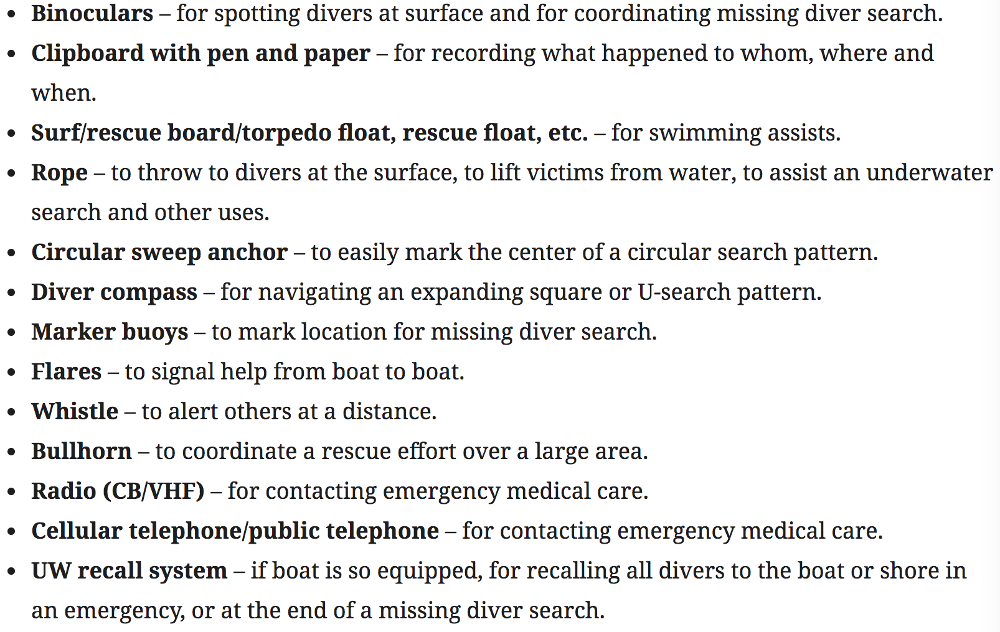 • Binoculars – for spotting divers at surface and for coordinating missing diver search.
• Clipboard with pen and paper – for recording what happened to whom, where and
when.
• Surf/rescue board/torpedo float, rescue float, etc. – for swimming assists.
• Rope – to throw to divers at the surface, to lift victims from water, to assist an underwater
search and other uses.
• Circular sweep anchor – to easily mark the center of a circular search pattern.
• Diver compass – for navigating an expanding square or U-search pattern.
• Marker buoys – to mark location for missing diver search.
• Flares – to signal help from boat to boat.
• Whistle – to alert others at a distance.
• Bullhorn – to coordinate a rescue effort over a large area.
• Radio (CB/VHF) – for contacting emergency medical care.
• Cellular telephone/public telephone – for contacting emergency medical care.
• UW recall system – if boat is so equipped, for recalling all divers to the boat or shore in
an emergency, or at the end of a missing diver search.